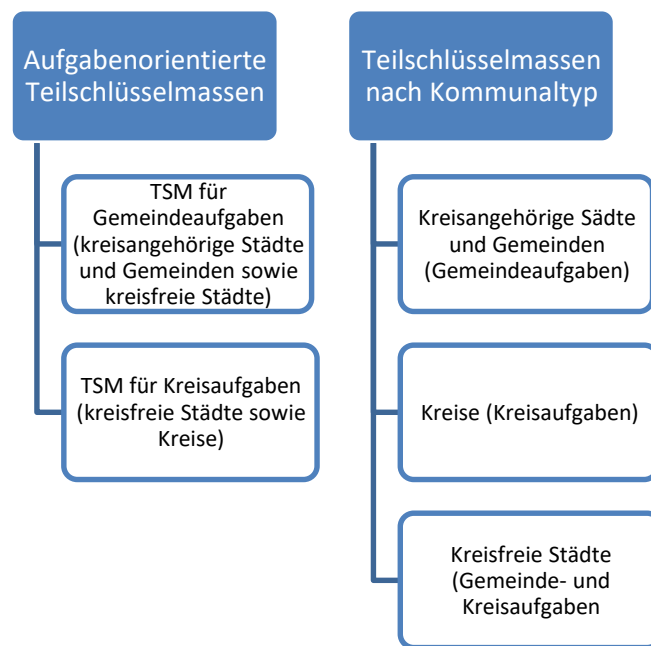 Aufgabenorientierte
Teilschlüsselmassen
TSM für
Gemeindeaufgaben
(kreisangehörige Städte
und Gemeinden sowie
kreisfreie Städte)
TSM für Kreisaufgaben
(kreisfreie Städte sowie
Kreise)
Teilschlüsselmassen
nach Kommunaltyp
Kreisangehörige Sädte
und Gemeinden
(Gemeindeaufgaben)
Kreise (Kreisaufgaben)
Kreisfreie Städte
(Gemeinde- und
Kreisaufgaben